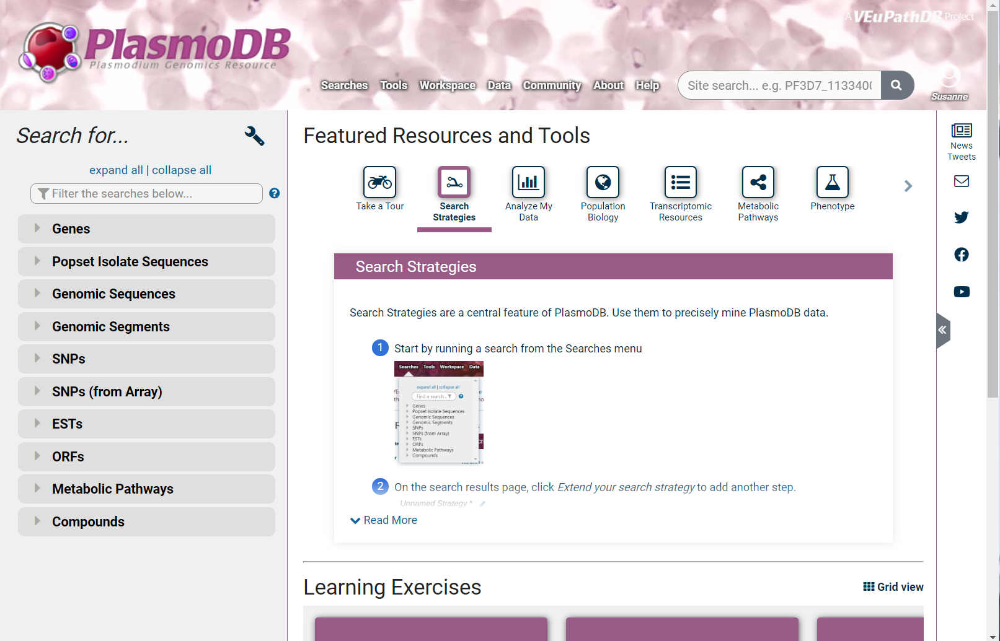 A VEuPathDB Project
PlasmoDB
Plasmodium Genomics Resource
Searches Tools Workspace Data Community About Help
Site search... e.g. PF3D7_1133400
Susanne
Search for...
expand all | collapse all
Filter the searches below...
Genes
Popset Isolate Sequences
Genomic Sequences
Genomic Segments
SNPs
SNPs (from Array)
ESTs
ORFs
Metabolic Pathways
Compounds
Featured Resources and Tools
Take a Tour
Search
Strategies
Analyze My
Data
Population
Biology
Transcriptomic
Resources
Metabolic
Pathways
Phenotype
Search Strategies
Search Strategies are a central feature of PlasmoDB. Use them to precisely mine PlasmoDB data.
1 Start by running a search from the Searches menu
Searches Tools Workspace Data
expand all | collapse all
Find a search...
Genes
Popset Isolate Sequences
Genomic Sequences
Genomic Segments
SNPs
SNPs (from Array)
ESTs
ORFs
Metabolic Pathways
Compounds
2 On the search results page, click Extend your search strategy to add another step.
Unnamed Strategy *
Read More
Learning Exercises
Grid view
News
Tweets